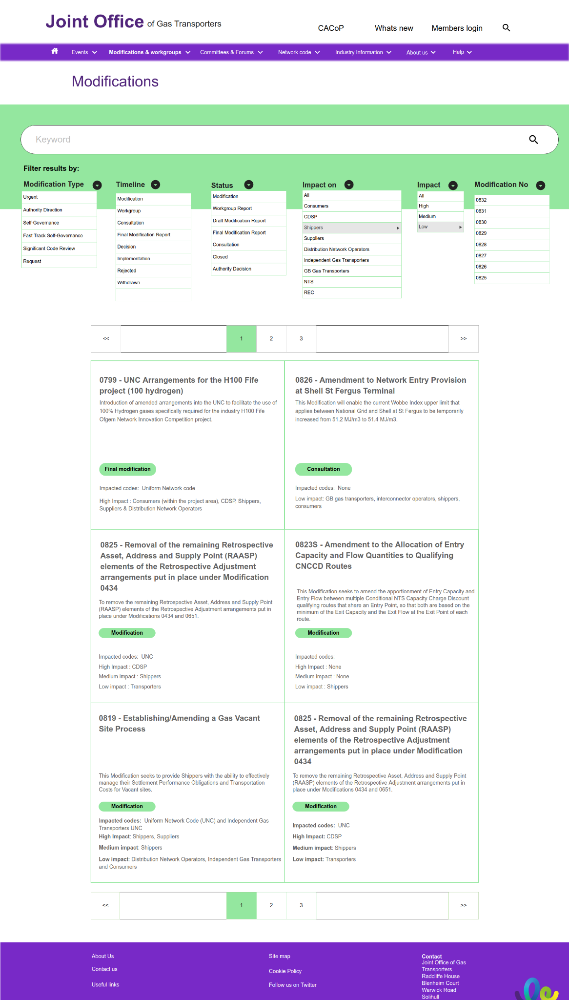 Joint Office of Gas Transporters
CACoP Whats new Members login
Events Modifications & workgroups Committees & Forums Network code Industry Information About us Help
Modifications
Keyword
Filter results by:
Modification Type
Urgent
Authority Direction
Self-Governance
Fast Track Self-Governance
Significant Code Review
Request
Timeline
Modification
Workgroup
Consultation
Final Modification Report
Decision
Implementation
Rejected
Withdrawn
Status
Modification
Workgroup Report
Draft Modification Report
Final Modification Report
Consultation
Closed
Authority Decision
Impact on
All
Consumers
CDSP
Shippers
Suppliers
Distribution Network Operators
Independent Gas Transporters
GB Gas Transporters
NTS
REC
Impact
All
High
Medium
Low
Modification No
0832
0831
0830
0829
0828
0827
0826
0825
<< 1 2 3 >>
0799 - UNC Arrangements for the H100 Fife
project (100 hydrogen)
Introduction of amended arrangements into the UNC to facilitate the use of
100% Hydrogen gases specifically required for the industry H100 Fife
Ofgem Network Innovation Competition project.
Final modification
Impacted codes: Uniform Network code
High Impact : Consumers (within the project area), CDSP, Shippers,
Suppliers & Distribution Network Operators
0826 - Amendment to Network Entry Provision
at Shell St Fergus Terminal
This Modification will enable the current Wobbe Index upper limit that
applies between National Grid and Shell at St Fergus to be temporarily
increased from 51.2 MJ/m3 to 51.4 MJ/m3.
Consultation
Impacted codes: None
Low impact: GB gas transporters, interconnector operators, shippers,
consumers
0825 - Removal of the remaining Retrospective
Asset, Address and Supply Point (RAASP)
elements of the Retrospective Adjustment
arrangements put in place under Modification
0434
To remove the remaining Retrospective Asset, Address and Supply Point
(RAASP) elements of the Retrospective Adjustment arrangements put in
place under Modifications 0434 and 0651.
Modification
Impacted codes: UNC
High Impact : CDSP
Medium impact : Shippers
Low impact : Transporters
0823S - Amendment to the Allocation of Entry
Capacity and Flow Quantities to Qualifying
CNCCD Routes
This Modification seeks to amend the apportionment of Entry Capacity and
Entry Flow between multiple Conditional NTS Capacity Charge Discount
qualifying routes that share an Entry Point, so that both are based on the
minimum of the Exit Capacity and the Exit Flow at the Exit Point of each
route.
Modification
Impacted codes:
High Impact : None
Medium impact : None
Low impact : Shippers
0819 - Establishing/Amending a Gas Vacant
Site Process
This Modification seeks to provide Shippers with the ability to effectively
manage their Settlement Performance Obligations and Transportation
Costs for Vacant sites.
Modification
Impacted codes: Uniform Network Code (UNC) and Independent Gas
Transporters UNC
High Impact: Shippers, Suppliers
Medium impact: Shippers
Low impact: Distribution Network Operators, Independent Gas Transporters
and Consumers
0825 - Removal of the remaining Retrospective
Asset, Address and Supply Point (RAASP)
elements of the Retrospective Adjustment
arrangements put in place under Modification
0434
To remove the remaining Retrospective Asset, Address and Supply Point
(RAASP) elements of the Retrospective Adjustment arrangements put in
place under Modifications 0434 and 0651.
Modification
Impacted codes: UNC
High Impact: CDSP
Medium impact: Shippers
Low impact: Transporters
<< 1 2 3 >>
About Us
Contact us
Useful links
Site map
Cookie Policy
Follow us on Twitter
Contact
Joint Office of Gas
Transporters
Radcliffe House
Blenheim Court
Warwick Road
Solihull